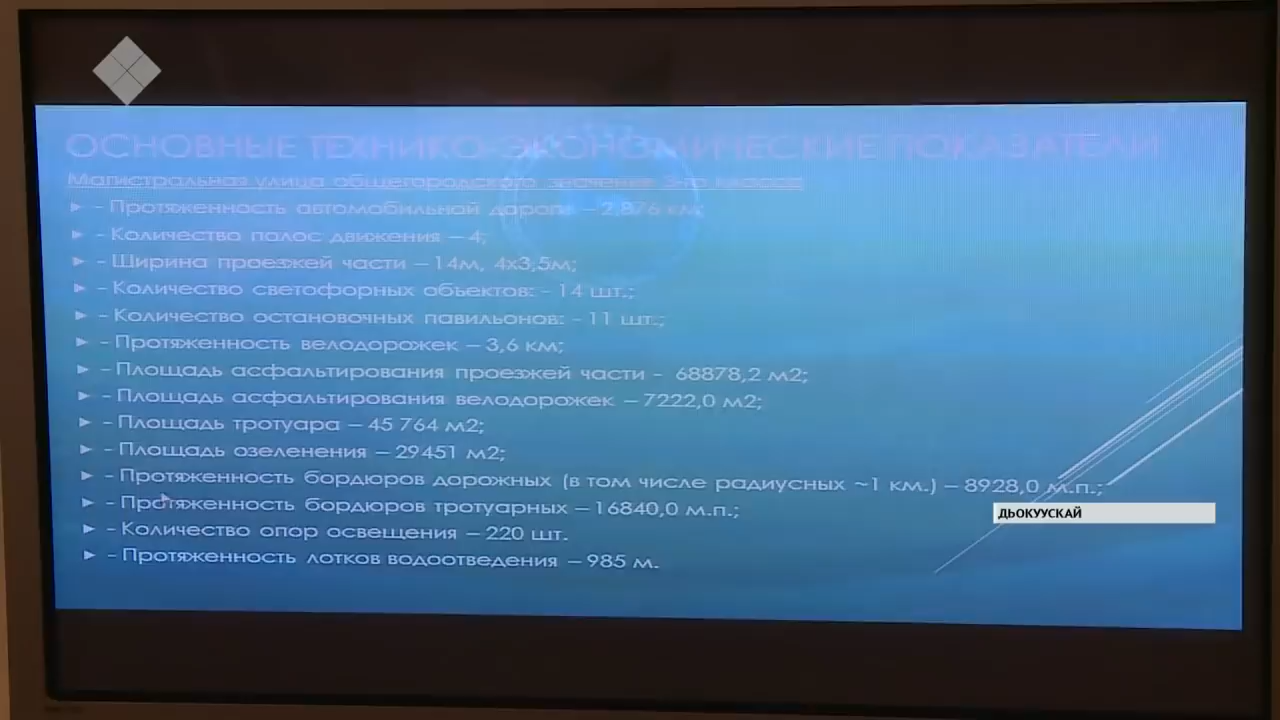 ОСНОВНЫЕ ТЕХНИКО-ЭКОНОМИЧЕСКИЕ ПОКАЗАТЕЛИ
Магистральная улица общегородского значения 3-го класса
- Протяженность автомобильной дороги – 2,876 км;
- Количество полос движения – 4;
- Ширина проезжей части – 14м, 4х3,5м;
- Количество светофорных объектов: - 14 шт.;
- Количество остановочных павильонов: - 11 шт.;
- Протяженность велодорожек – 3,6 км;
- Площадь асфальтирования проезжей части - 68878,2 м2;
- Площадь асфальтирования велодорожек – 7222,0 м2;
- Площадь тротуара – 45 764 м2;
- Площадь озеленения – 29451 м2;
- Протяженность бордюров дорожных (в том числе радиусных ~1 км.) – 8928,0 м.п.;
- Протяженность бордюров тротуарных – 16840,0 м.п.;
ДЬОКУУСКАЙ
- Количество опор освещения – 220 шт.
- Протяженность лотков водоотведения – 985 м.